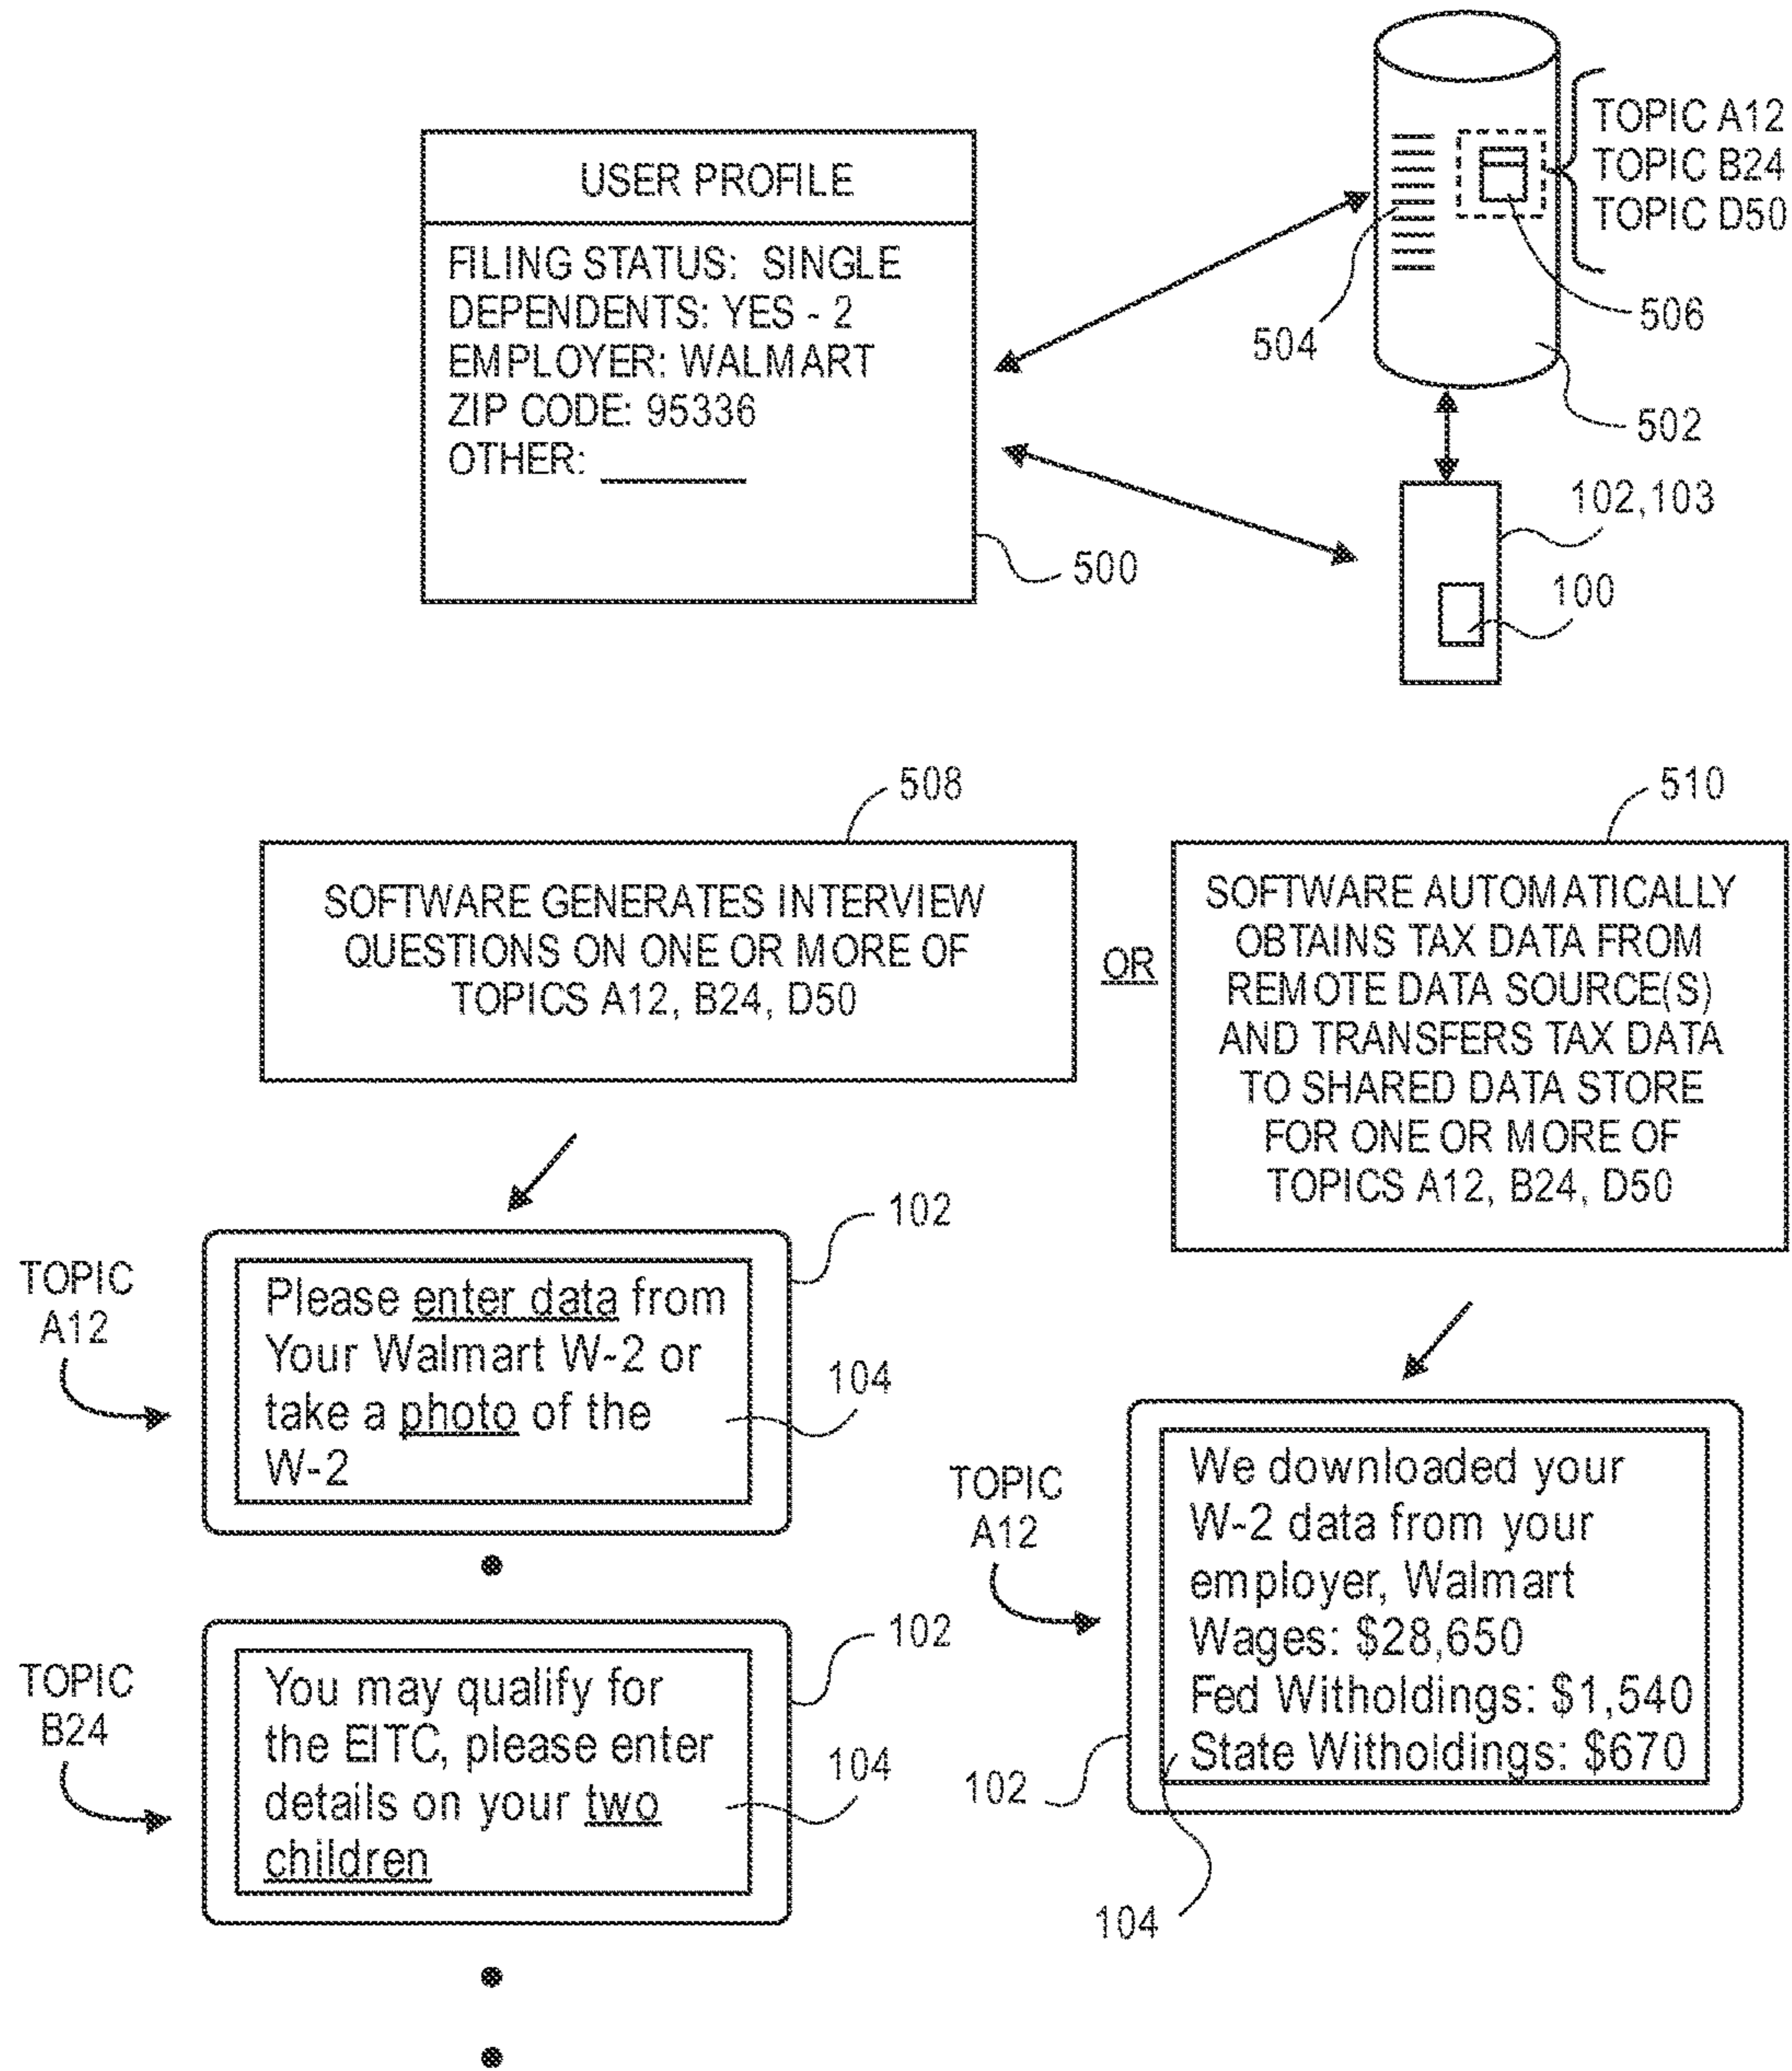 TOPIC A12
TOPIC B24
TOPIC D50
USER PROFILE
FILING STATUS: SINGLE
DEPENDENTS: YES - 2
EMPLOYER: WALMART
ZIP CODE: 95336
OTHER:
504
506
502
102,103
500
100
508
510
SOFTWARE GENERATES INTERVIEW
QUESTIONS ON ONE OR MORE OF
TOPICS A12, B24, D50
OR
SOFTWARE AUTOMATICALLY
OBTAINS TAX DATA FROM
REMOTE DATA SOURCE(S)
AND TRANSFERS TAX DATA
TO SHARED DATA STORE
FOR ONE OR MORE OF
TOPICS A12, B24, D50
102
TOPIC
A12
Please enter data from
Your Walmart W-2 or
take a photo of the
W-2
104
TOPIC
A12
We downloaded your
W-2 data from your
employer, Walmart
Wages: $28,650
Fed Witholdings: $1,540
State Witholdings: $670
102
104
102
TOPIC
B24
You may qualify for
the EITC, please enter
details on your two
children
104